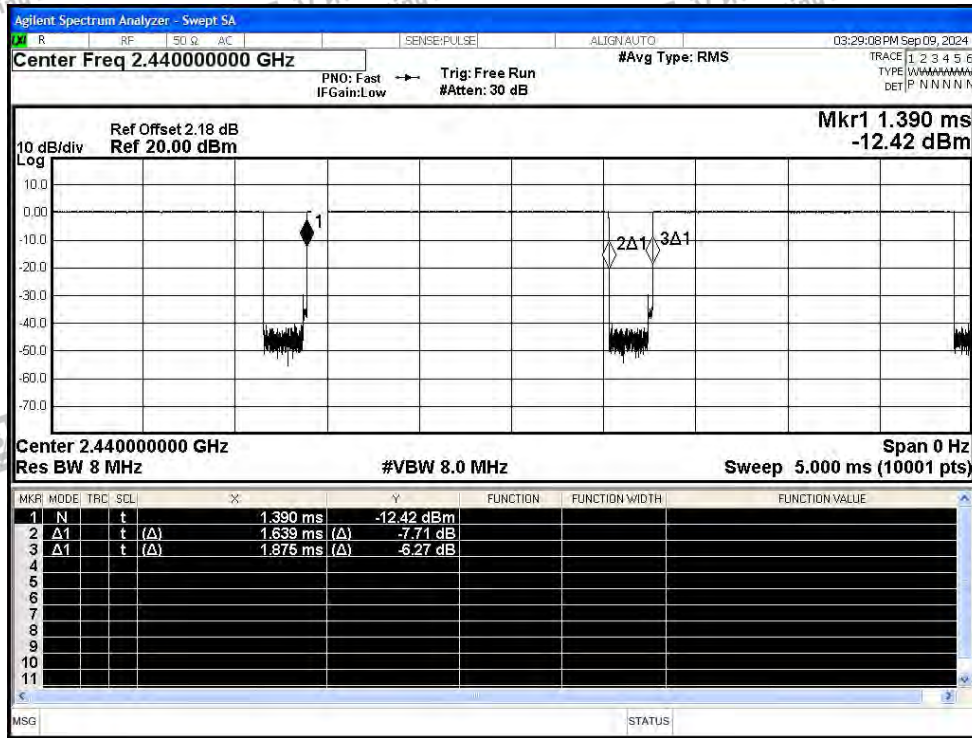 Agilent Spectrum Analyzer - Swept SA
LXI R RF 50 Ω AC SENSE:PULSE ALIGN AUTO 03:29:08 PM Sep 09, 2024
Center Freq 2.440000000 GHz #Avg Type: RMS TRACE 1 2 3 4 5 6
PNO: Fast Trig: Free Run TYPE WWWWWW
IFGain:Low #Atten: 30 dB DET P N N N N N
Mkr1 1.390 ms
Ref Offset 2.18 dB
10 dB/div Ref 20.00 dBm -12.42 dBm
Log
10.0
0.00
1
-10.0
2Δ1 3Δ1
-20.0
-30.0
-40.0
-50.0
-60.0
-70.0
Center 2.440000000 GHz Span 0 Hz
Res BW 8 MHz #VBW 8.0 MHz Sweep 5.000 ms (10001 pts)
MKR MODE TRC SCL X Y FUNCTION FUNCTION WIDTH FUNCTION VALUE
1 N t 1.390 ms -12.42 dBm
2 Δ1 t (Δ) 1.639 ms (Δ) -7.71 dB
3 Δ1 t (Δ) 1.875 ms (Δ) -6.27 dB
4
5
6
7
8
9
10
11
MSG STATUS